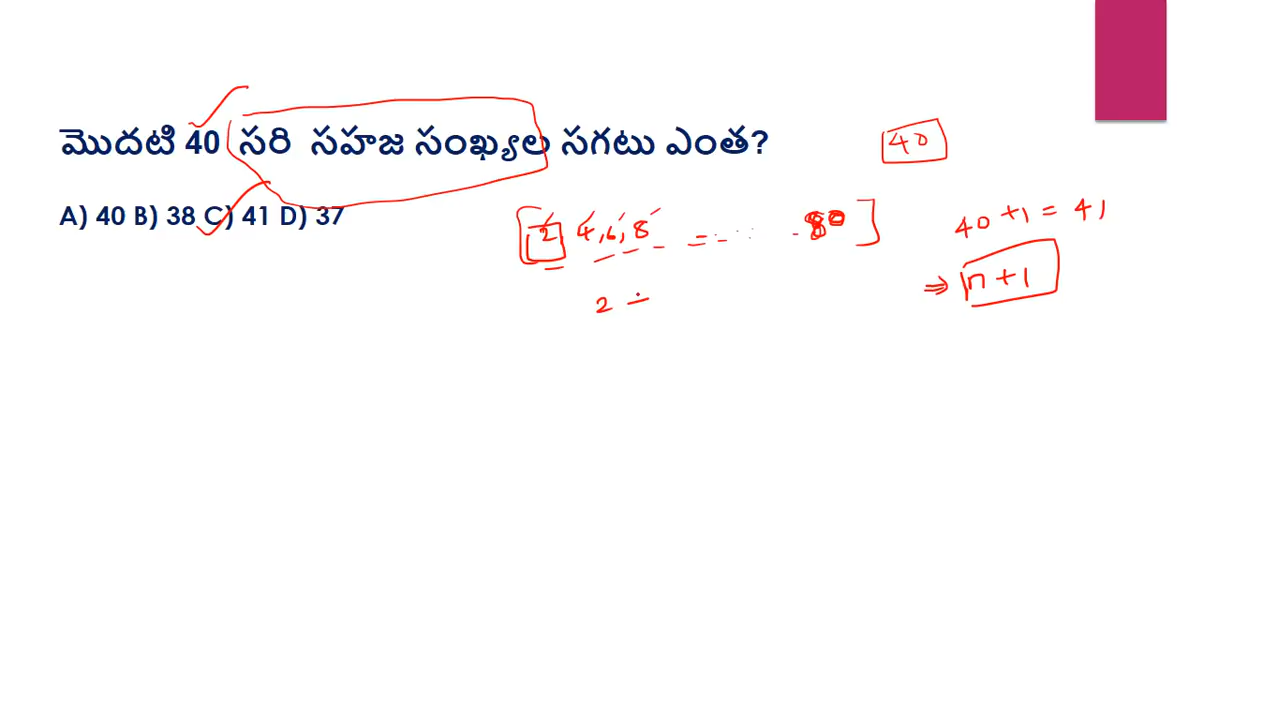 మొదటి 40 సరి సహజ సంఖ్యల సగటు ఎంత?
40
A) 40 B) 38 C) 41 D) 37
2, 4, 6, 8 80
40 + 1 = 41
⇒ n + 1
2 ÷